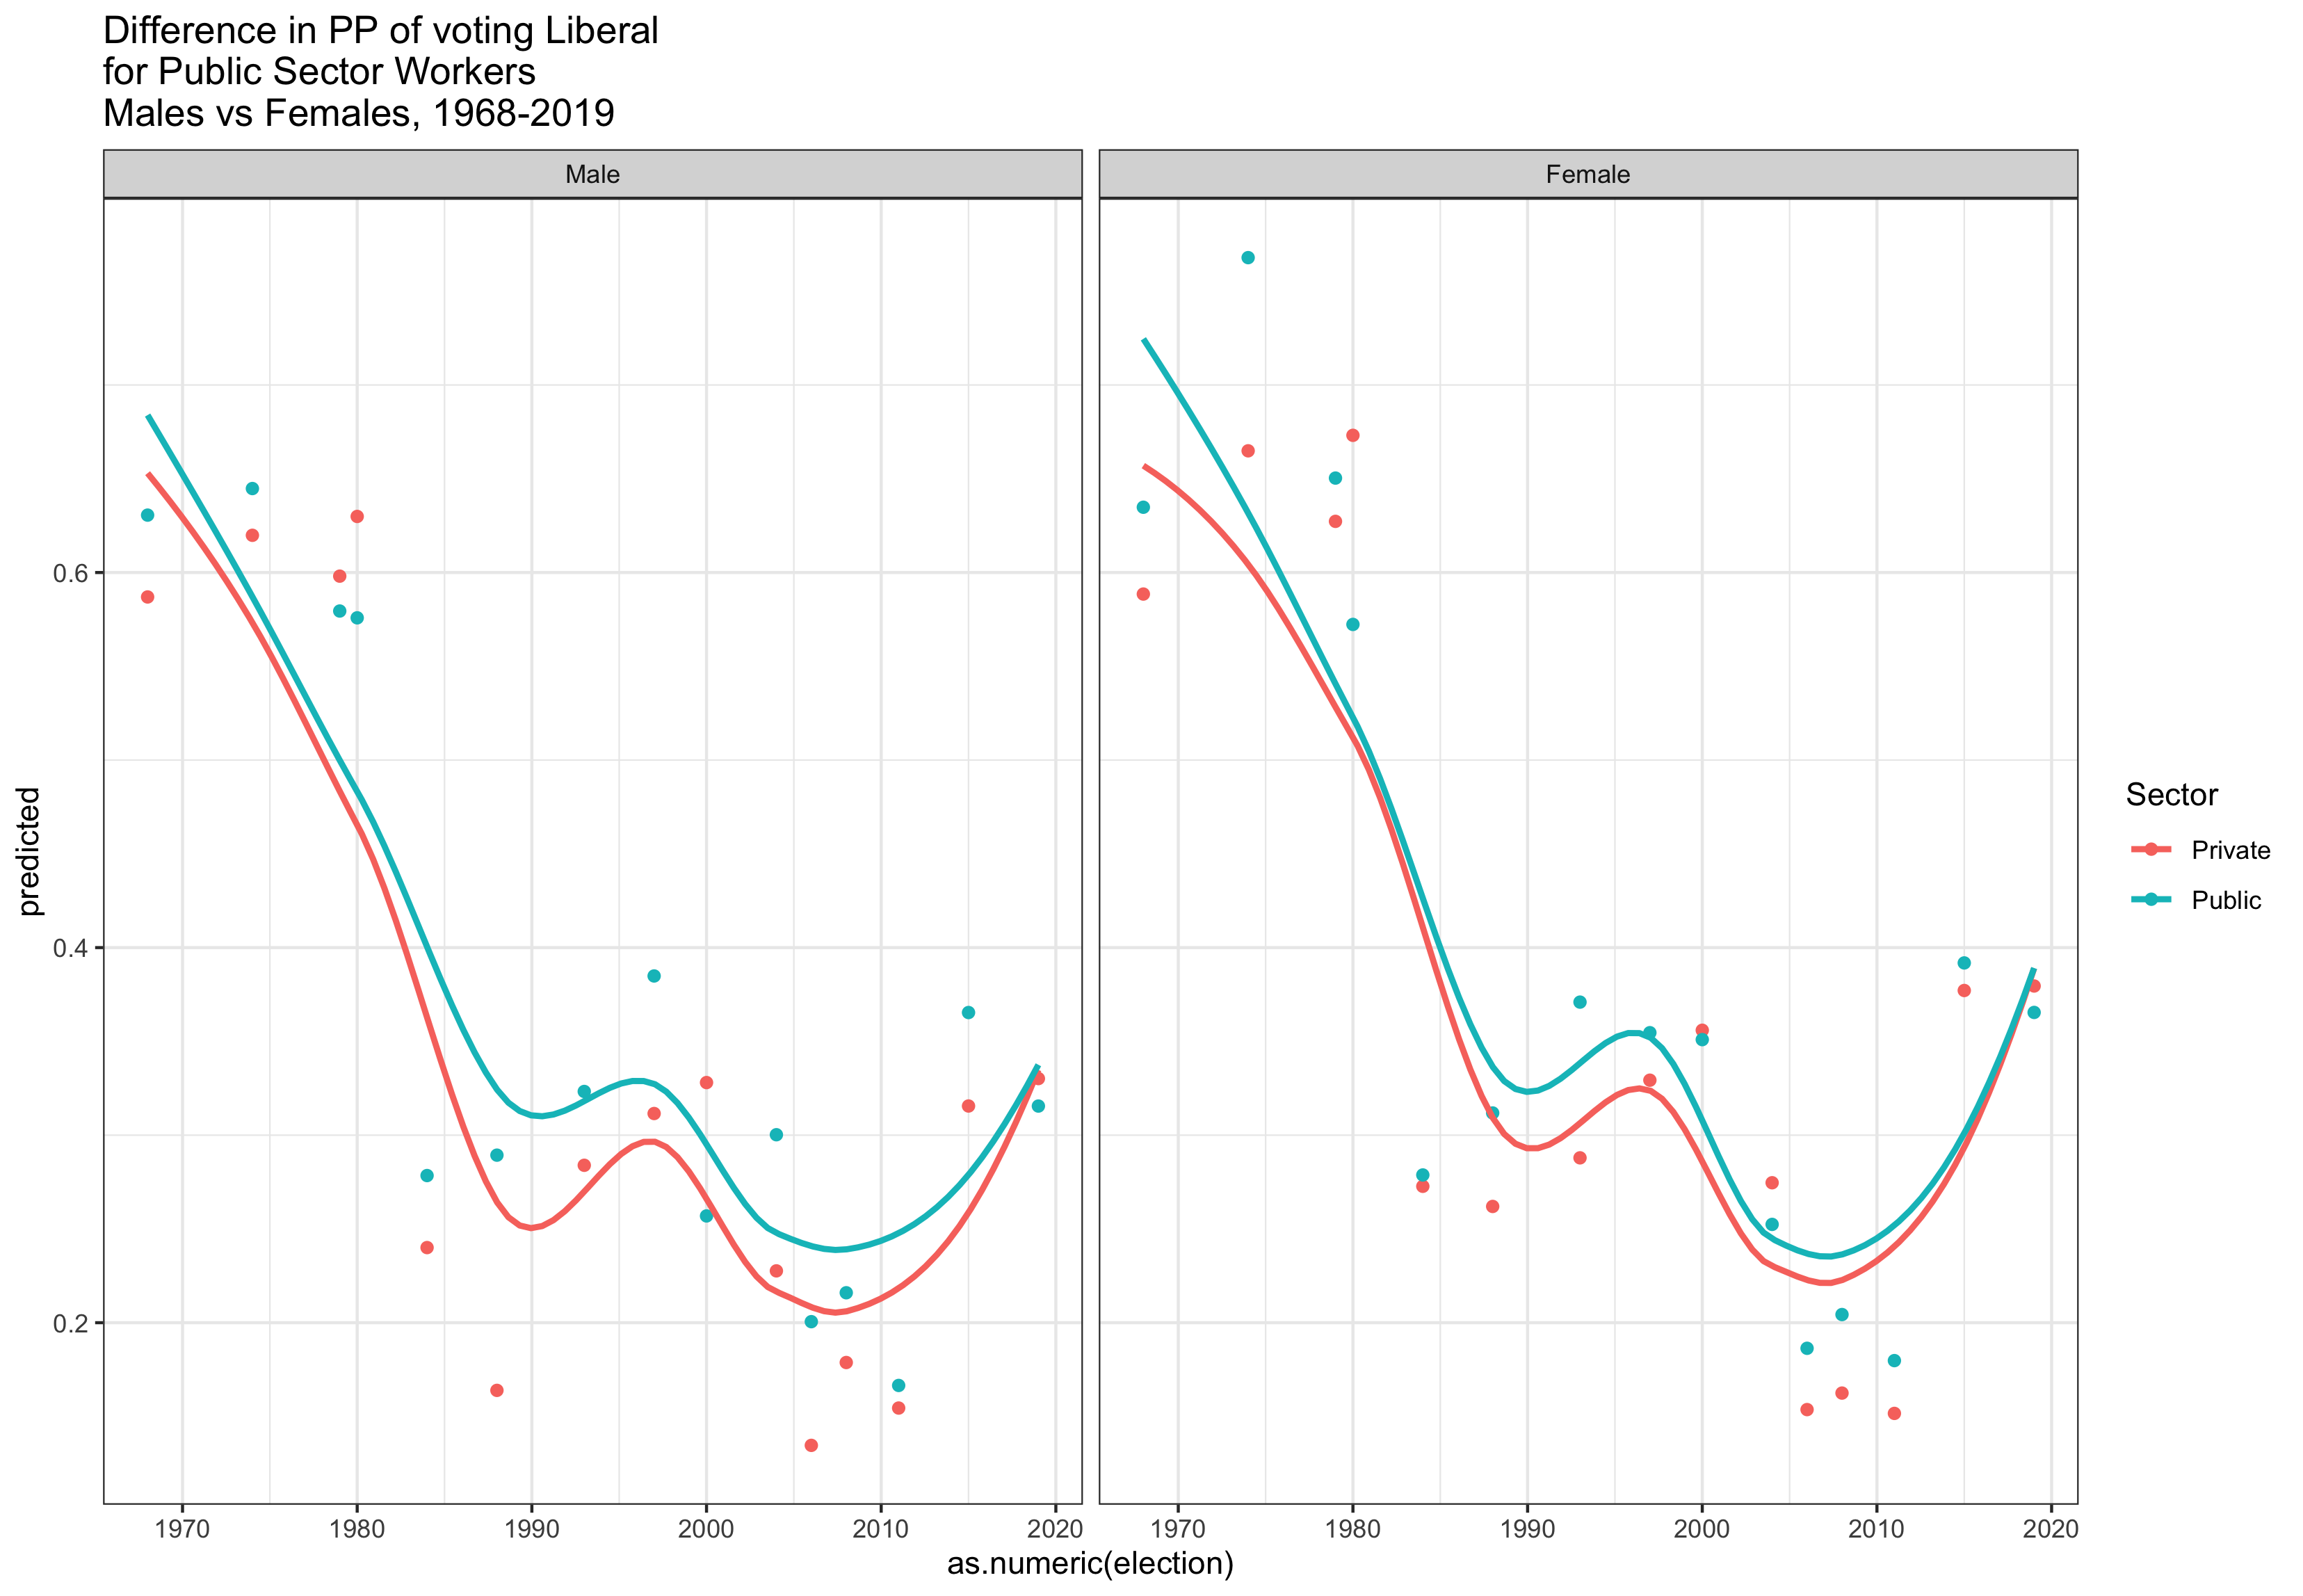 Difference in PP of voting Liberal
for Public Sector Workers
Males vs Females, 1968-2019
Male
Female
predicted
0.6
0.4
0.2
1970 1980 1990 2000 2010 2020
1970 1980 1990 2000 2010 2020
as.numeric(election)
Sector
Private
Public